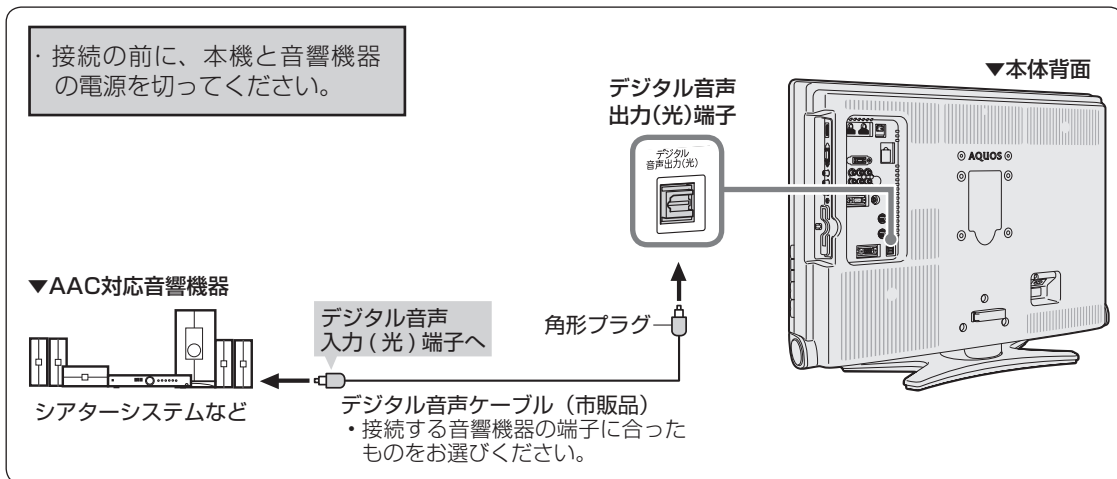 ・接続の前に、本機と音響機器
の電源を切ってください。
デジタル音声
出力(光)端子
デジタル
音声出力(光)
▼本体背面
AQUOS
▼AAC対応音響機器
デジタル音声
入力(光)端子へ
角形プラグ
シアターシステムなど
デジタル音声ケーブル（市販品）
・接続する音響機器の端子に合った
ものをお選びください。